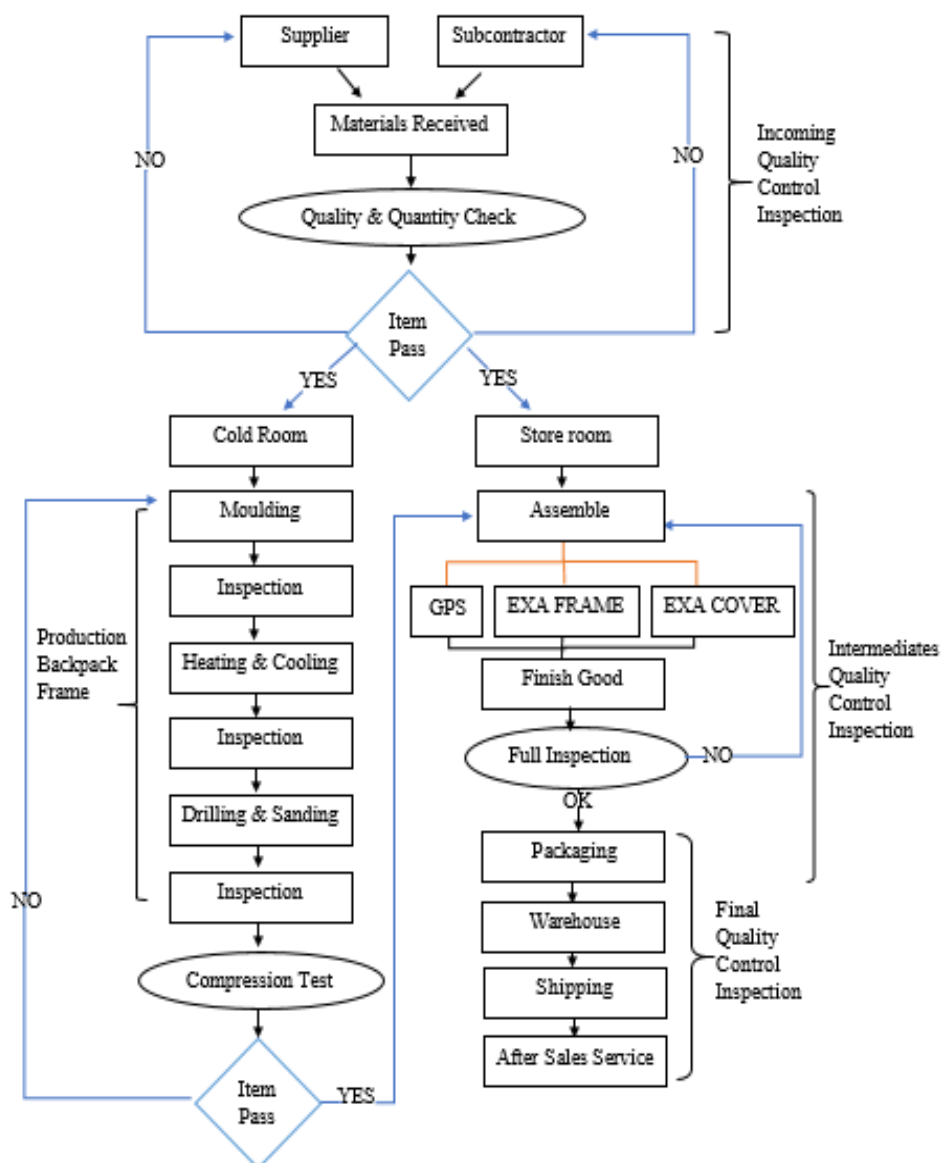 Supplier
Subcontractor
Materials Received
NO
NO
Incoming
Quality
Control
Inspection
Quality & Quantity Check
Item
Pass
YES
YES
Cold Room
Store room
Moulding
Assemble
Inspection
GPS
EXA FRAME
EXA COVER
Production
Backpack
Frame
Heating & Cooling
Finish Good
Intermediates
Quality
Control
Inspection
Inspection
Full Inspection
NO
OK
Drilling & Sanding
Packaging
NO
Inspection
Warehouse
Final
Quality
Control
Inspection
Compression Test
Shipping
After Sales Service
Item
Pass
YES